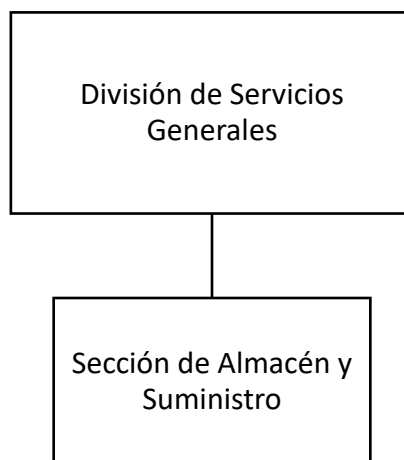 División de Servicios
Generales
Sección de Almacén y
Suministro